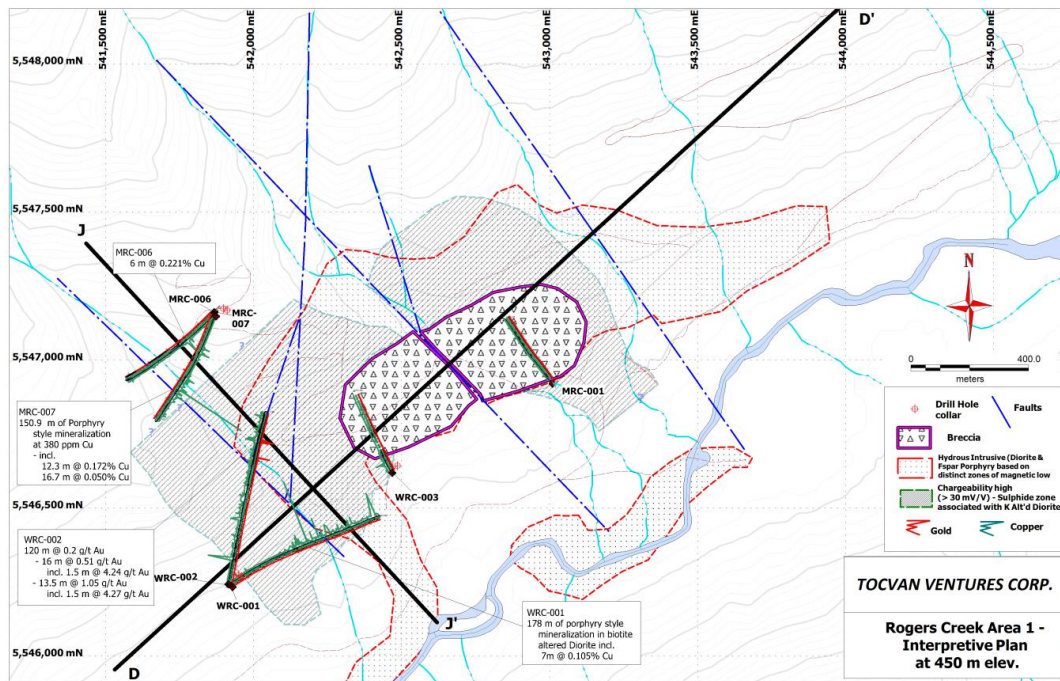 D'
541,500 mE
542,000 mE
542,500 mE
543,000 mE
543,500 mE
544,000 mE
544,500 mE
5,548,000 mN
5,547,500 mN
J
MRC-006
6 m @ 0.221% Cu
MRC-006
MRC-
007
N
5,547,000 mN
?
MRC-001
?
0
400.0
meters
MRC-007
150.9 m of Porphyry
style mineralization
at 380 ppm Cu
- incl.
12.3 m @ 0.172% Cu
16.7 m @ 0.050% Cu
?
?
WRC-003
5,546,500 mN
Drill Hole
collar
Faults
Breccia
Hydrous Intrusive (Diorite &
Fspar Porphyry based on
distinct zones of magnetic low
Chargeability high
(> 30 mV/V) - Sulphide zone
associated with K Alt'd Diorite
Gold
Copper
WRC-002
120 m @ 0.2 g/t Au
- 16 m @ 0.51 g/t Au
incl. 1.5 m @ 4.24 g/t Au
- 13.5 m @ 1.05 g/t Au
incl. 1.5 m @ 4.27 g/t Au
WRC-002
WRC-001
WRC-001
178 m of porphyry style
mineralization in biotite
altered Diorite incl.
7m @ 0.105% Cu
J'
5,546,000 mN
D
TOCVAN VENTURES CORP.
Rogers Creek Area 1 -
Interpretive Plan
at 450 m elev.